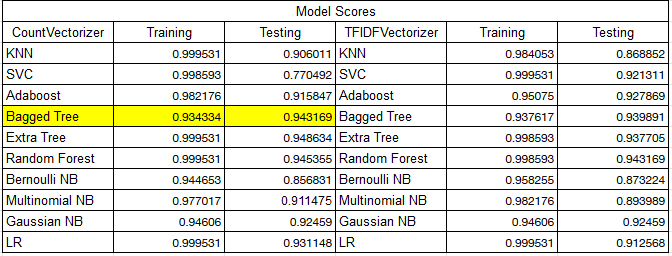 Model Scores
CountVectorizer Training Testing TFIDFVectorizer Training Testing
KNN 0.999531 0.906011 KNN 0.984053 0.868852
SVC 0.998593 0.770492 SVC 0.999531 0.921311
Adaboost 0.982176 0.915847 Adaboost 0.95075 0.927869
Bagged Tree 0.934334 0.943169 Bagged Tree 0.937617 0.939891
Extra Tree 0.999531 0.948634 Extra Tree 0.998593 0.937705
Random Forest 0.999531 0.945355 Random Forest 0.998593 0.943169
Bernoulli NB 0.944653 0.856831 Bernoulli NB 0.958255 0.873224
Multinomial NB 0.977017 0.911475 Multinomial NB 0.982176 0.893989
Gaussian NB 0.94606 0.92459 Gaussian NB 0.94606 0.92459
LR 0.999531 0.931148 LR 0.999531 0.912568